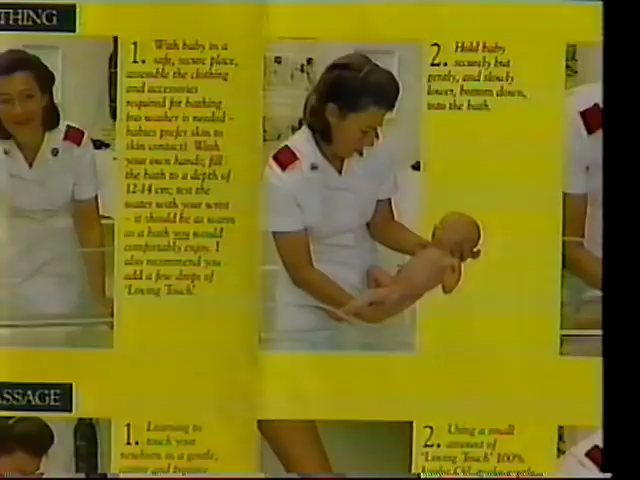 THING
1. With baby in a
safe, secure place,
assemble the clothing
and accessories
required for bathing
(no washer is needled –
babies prefer skin to
skin contact). Wash
your own hands; fill
the bath to a depth of
12-14 cm; test the
water with your wrist
– it should be as warm
as a bath you would
comfortably enjoy. I
also recommend you
add a few drops of
'Loving Touch'.
2. Hold baby
securely but
gently, and slowly
lower, bottom down,
into the bath.
ASSAGE
1. Learning to
touch your
newborn in a gentle,
2. Using a small
amount of
'Loving Touch' 100%